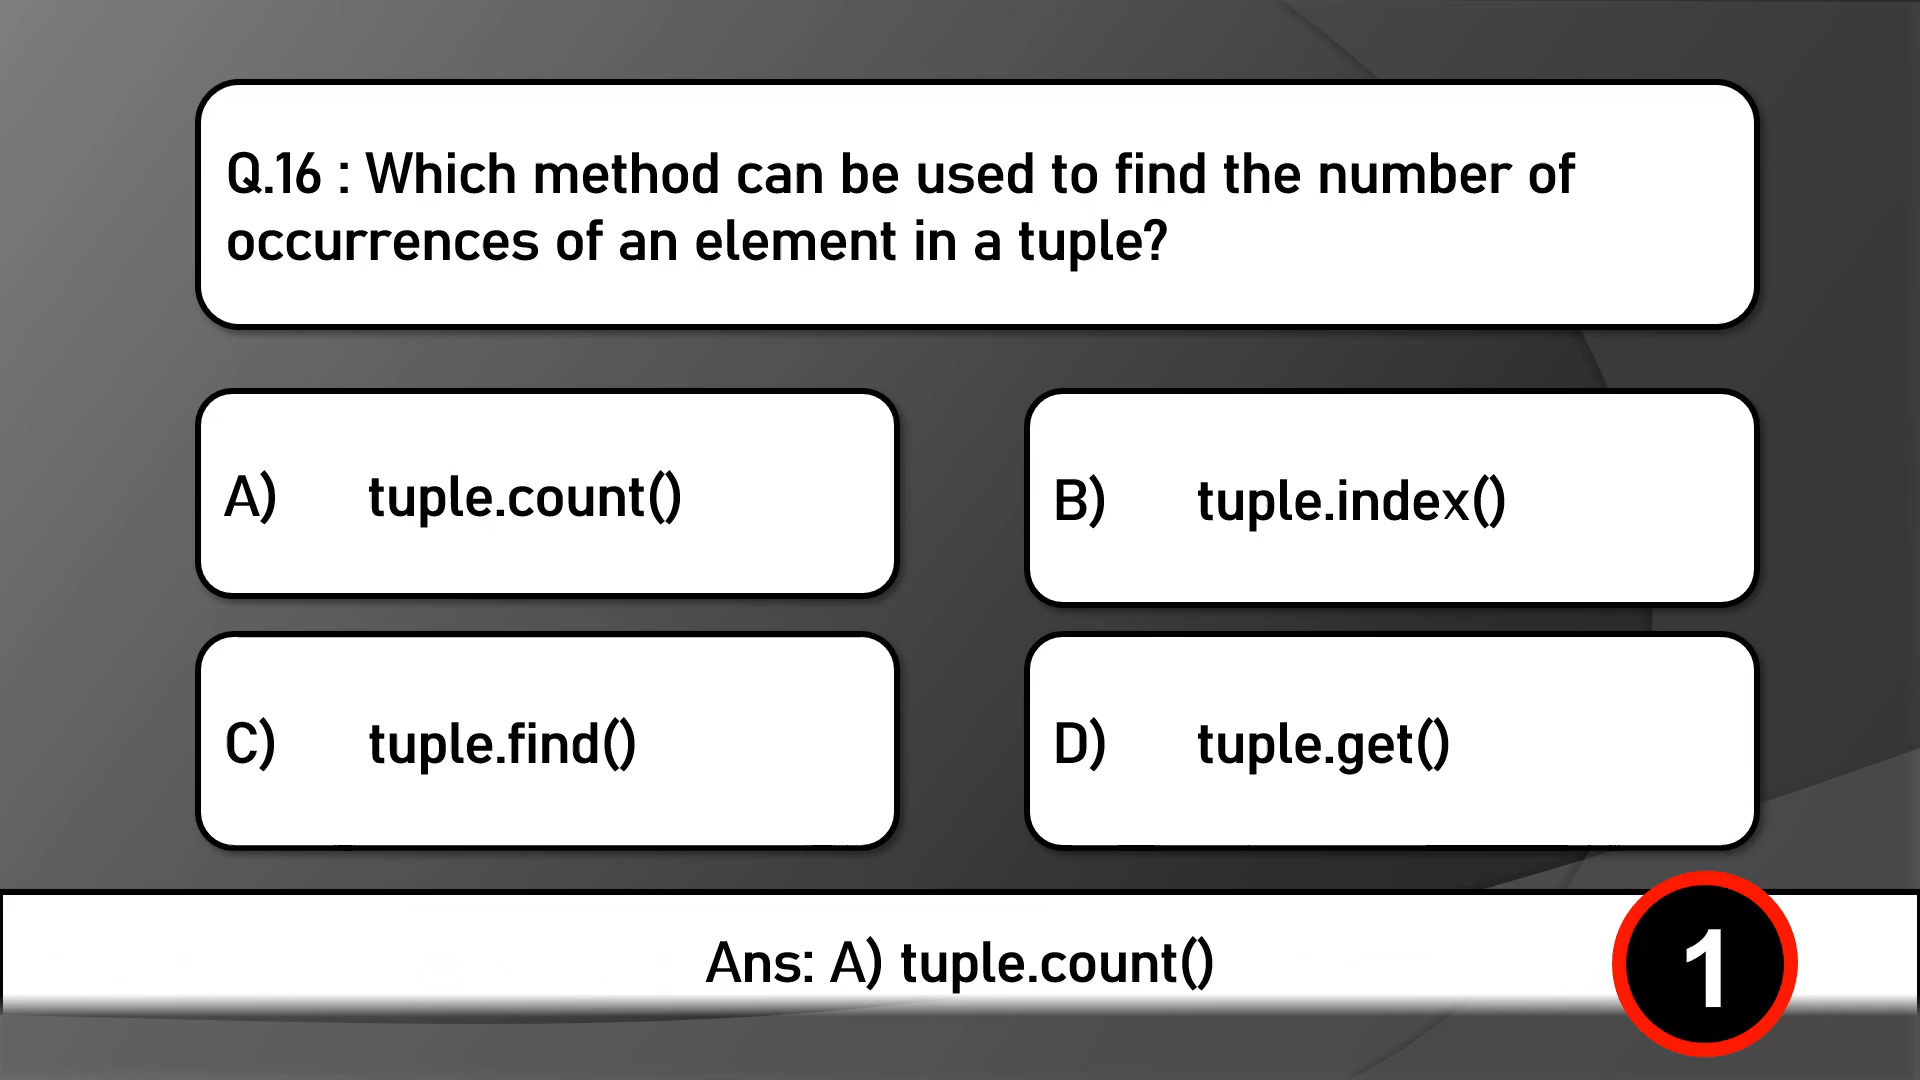 Q.16 : Which method can be used to find the number of
occurrences of an element in a tuple?
A) tuple.count()
B) tuple.index()
C) tuple.find()
D) tuple.get()
Ans: A) tuple.count()
1